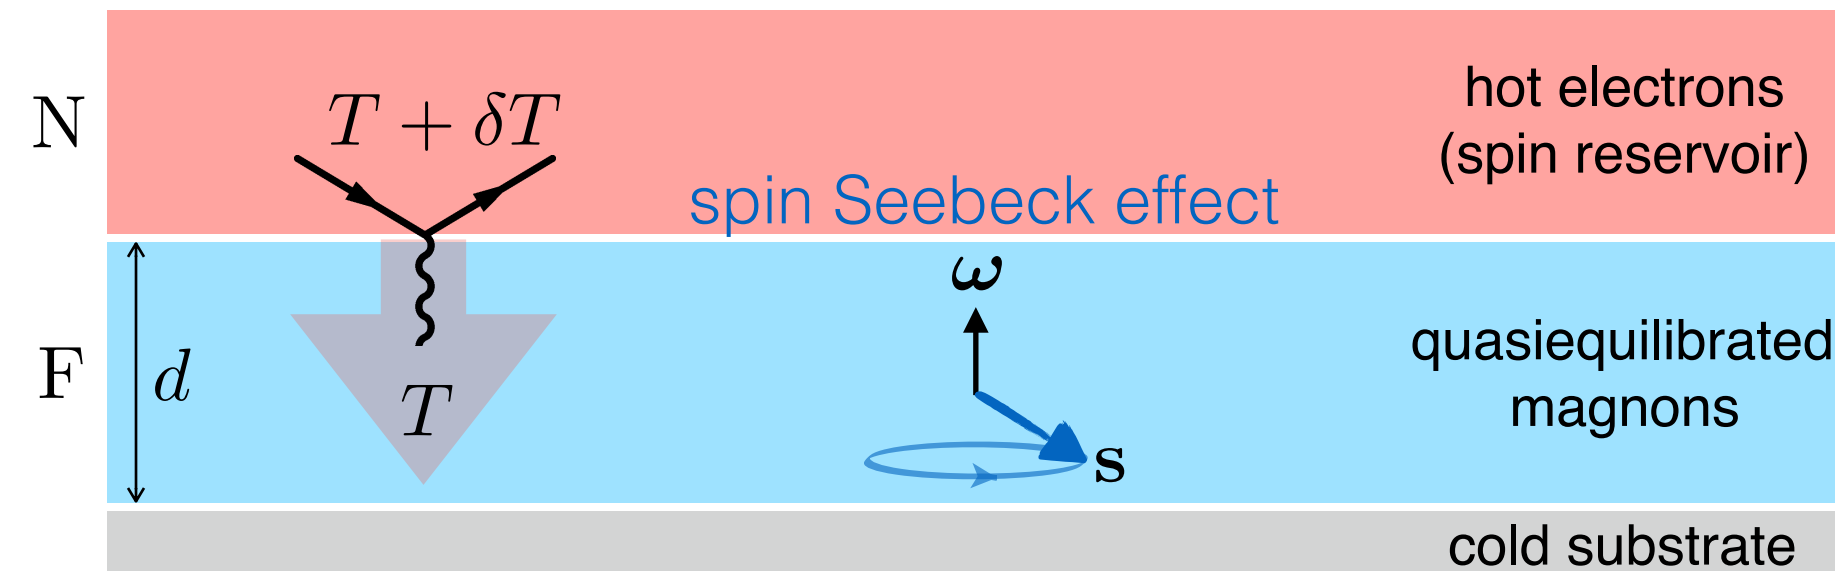 N
T + δT
hot electrons
(spin reservoir)
spin Seebeck effect
F
d
T
ω
s
quasiequilibrated
magnons
cold substrate